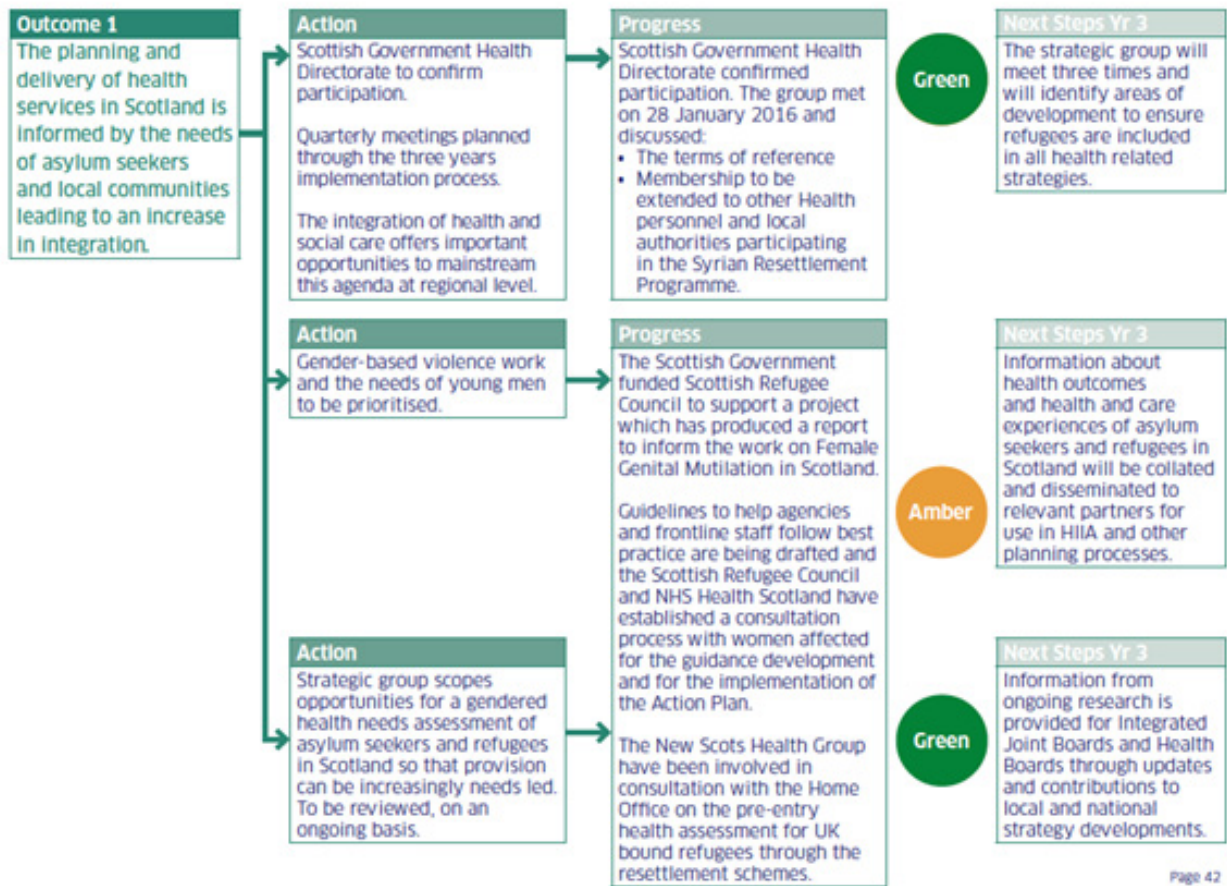 Outcome 1
The planning and
delivery of health
services in Scotland is
informed by the needs
of asylum seekers
and local communities
leading to an increase
in integration.
Action
Scottish Government Health
Directorate to confirm
participation.
Quarterly meetings planned
through the three years
implementation process.
The integration of health and
social care offers important
opportunities to mainstream
this agenda at regional level.
Progress
Scottish Government Health
Directorate confirmed
participation. The group met
on 28 January 2016 and
discussed:
• The terms of reference
• Membership to be
extended to other Health
personnel and local
authorities participating
in the Syrian Resettlement
Programme.
Green
Next Steps Yr 3
The strategic group will
meet three times and
will identify areas of
development to ensure
refugees are included
in all health related
strategies.
Action
Gender-based violence work
and the needs of young men
to be prioritised.
Progress
The Scottish Government
funded Scottish Refugee
Council to support a project
which has produced a report
to inform the work on Female
Genital Mutilation in Scotland.
Guidelines to help agencies
and frontline staff follow best
practice are being drafted and
the Scottish Refugee Council
and NHS Health Scotland have
established a consultation
process with women affected
for the guidance development
and for the implementation of
the Action Plan.
The New Scots Health Group
have been involved in
consultation with the Home
Office on the pre-entry
health assessment for UK
bound refugees through the
resettlement schemes.
Amber
Next Steps Yr 3
Information about
health outcomes
and health and care
experiences of asylum
seekers and refugees in
Scotland will be collated
and disseminated to
relevant partners for
use in HIIA and other
planning processes.
Action
Strategic group scopes
opportunities for a gendered
health needs assessment of
asylum seekers and refugees
in Scotland so that provision
can be increasingly needs led.
To be reviewed, on an
ongoing basis.
Green
Next Steps Yr 3
Information from
ongoing research is
provided for Integrated
Joint Boards and Health
Boards through updates
and contributions to
local and national
strategy developments.
Page 42